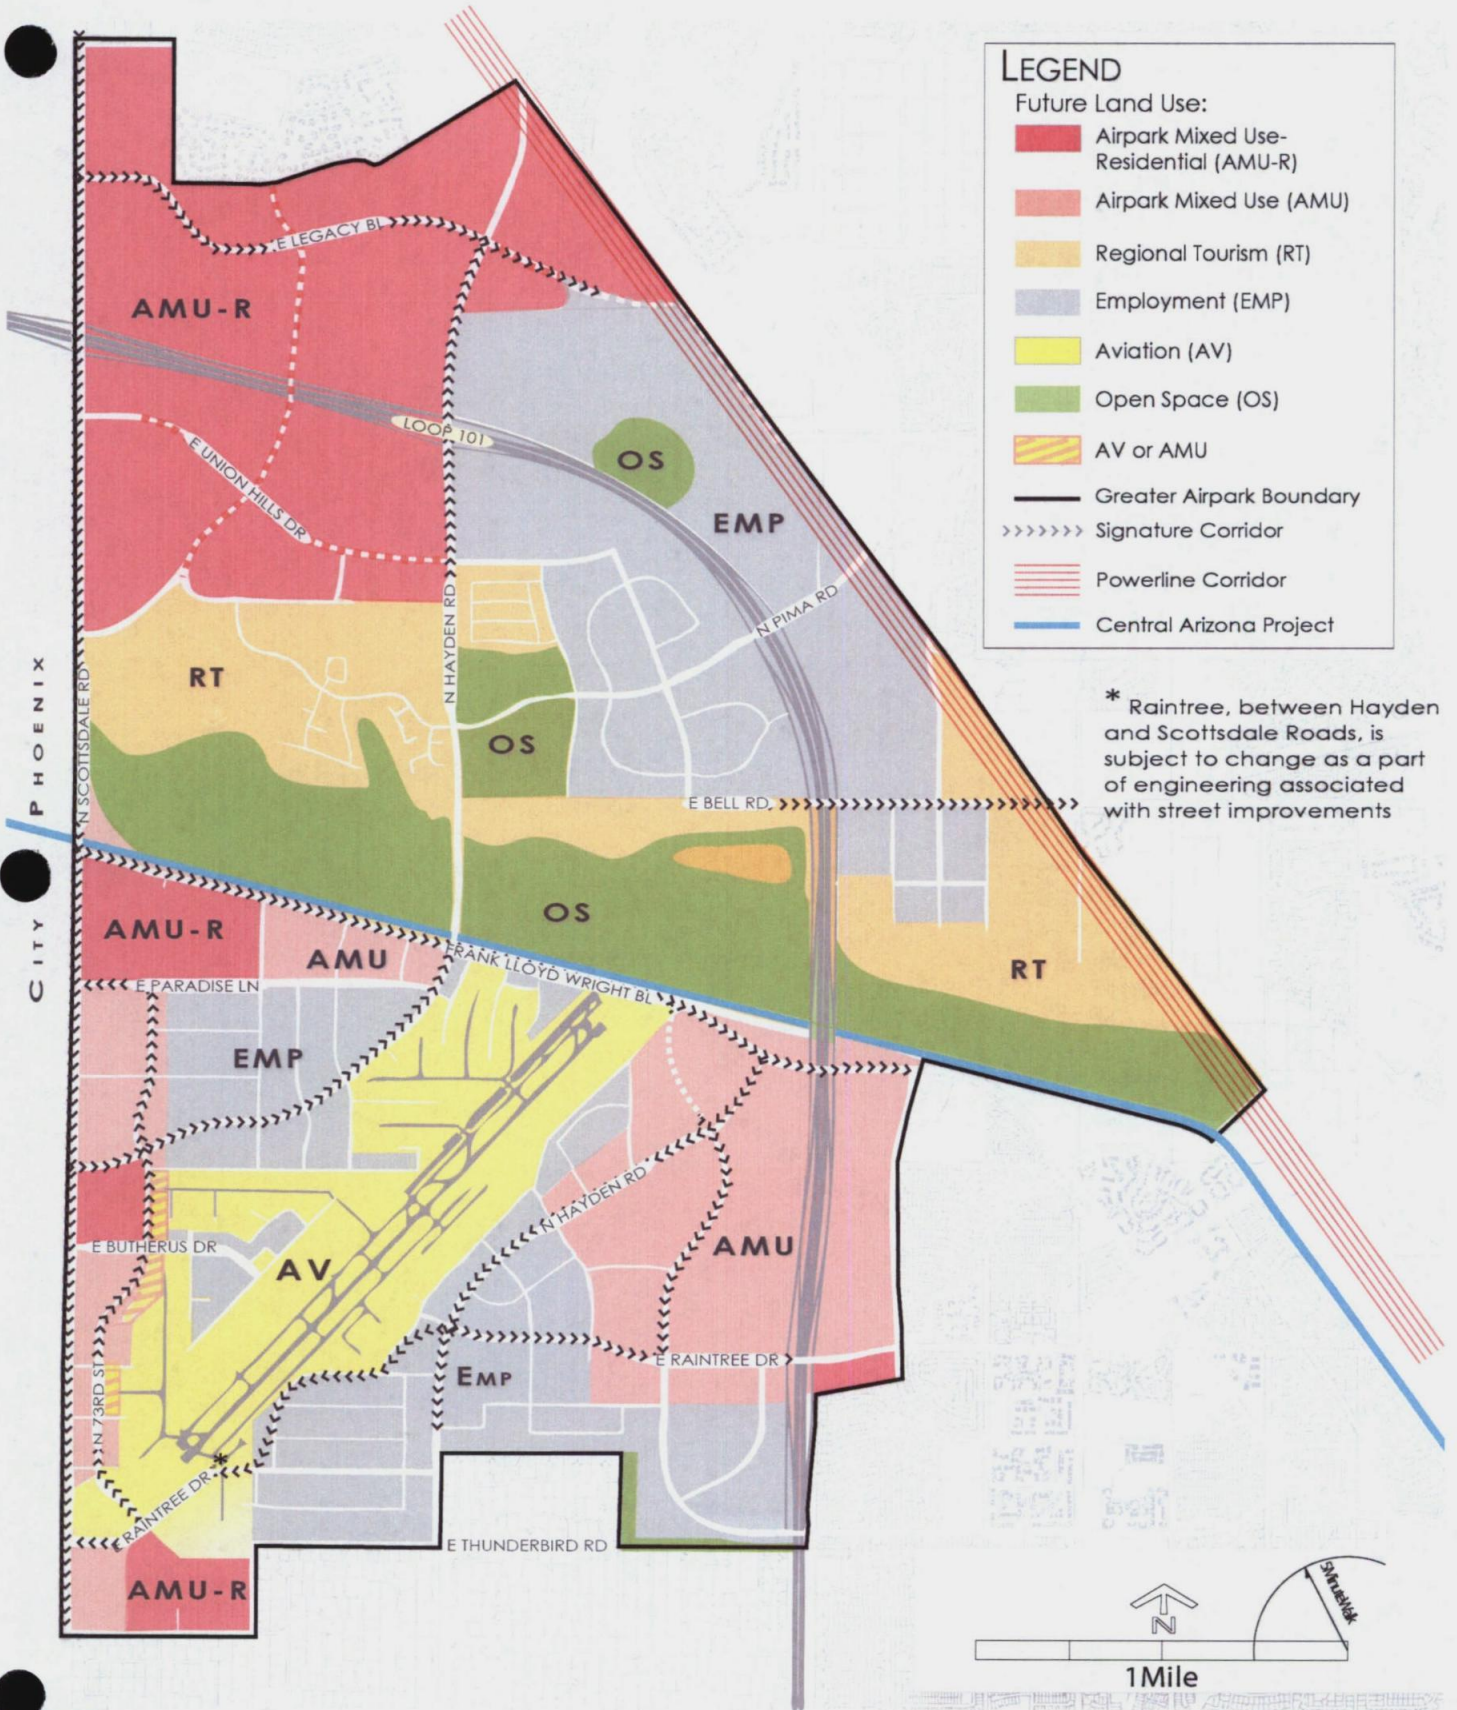 LEGEND
Future Land Use:
Airpark Mixed Use-
Residential (AMU-R)
Airpark Mixed Use (AMU)
Regional Tourism (RT)
Employment (EMP)
Aviation (AV)
Open Space (OS)
AV or AMU
Greater Airpark Boundary
Signature Corridor
Powerline Corridor
Central Arizona Project
* Raintree, between Hayden
and Scottsdale Roads, is
subject to change as a part
of engineering associated
with street improvements
E LEGACY BL
AMU-R
LOOP 101
E UNION HILLS DR
OS
EMP
N HAYDEN RD
N PIMA RD
RT
N SCOTTSDALE RD
CITY
PHOENIX
OS
E BELL RD
AMU-R
OS
AMU
FRANK LLOYD WRIGHT BL
RT
E PARADISE LN
EMP
N HAYDEN RD
E BUTHERUS DR
AV
AMU
E RAINTREE DR
EMP
N 73RD ST
*
E RAINTREE DR
E THUNDERBIRD RD
AMU-R
N
5 Minute Walk
1 Mile